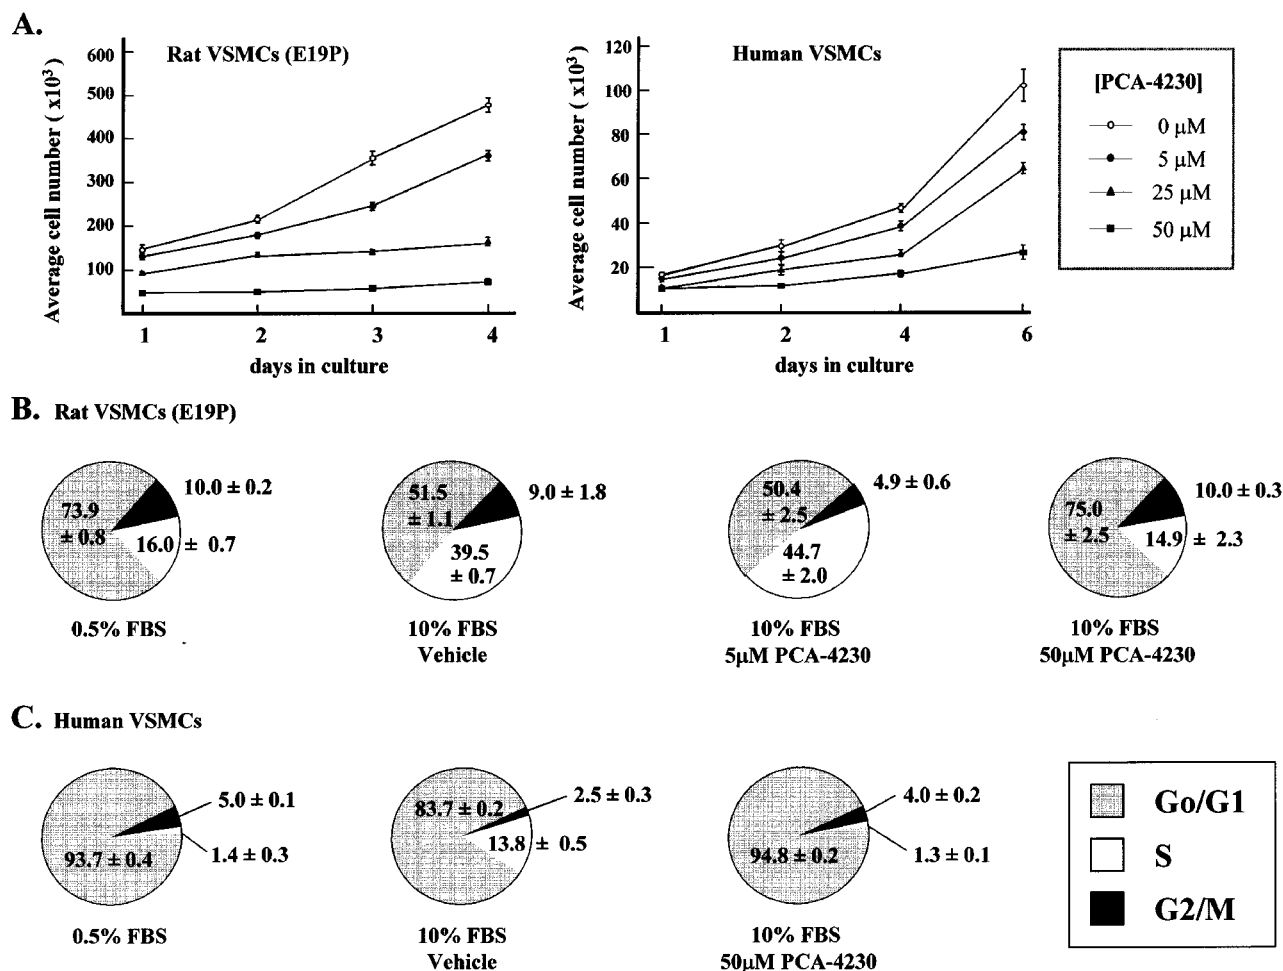 A.
Rat VSMCs (E19P)
Average cell number ( x10³)
600
500
400
300
200
100
1 2 3 4
days in culture
Human VSMCs
Average cell number ( x10³)
120
100
80
60
40
20
1 2 4 6
days in culture
[PCA-4230]
0 µM
5 µM
25 µM
50 µM
B. Rat VSMCs (E19P)
73.9
± 0.8
10.0 ± 0.2
16.0 ± 0.7
0.5% FBS
51.5
± 1.1
9.0 ± 1.8
39.5
± 0.7
10% FBS
Vehicle
50.4
± 2.5
4.9 ± 0.6
44.7
± 2.0
10% FBS
5µM PCA-4230
75.0
± 2.5
10.0 ± 0.3
14.9 ± 2.3
10% FBS
50µM PCA-4230
C. Human VSMCs
5.0 ± 0.1
93.7 ± 0.4
1.4 ± 0.3
0.5% FBS
83.7 ± 0.2
2.5 ± 0.3
13.8 ± 0.5
10% FBS
Vehicle
4.0 ± 0.2
94.8 ± 0.2
1.3 ± 0.1
10% FBS
50µM PCA-4230
Go/G1
S
G2/M